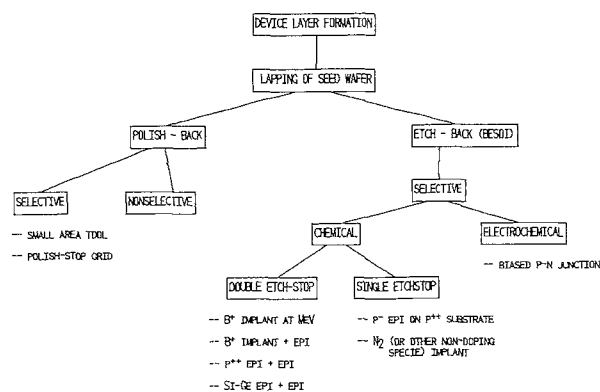 DEVICE LAYER FORMATION
LAPPING OF SEED WAFER
POLISH - BACK
ETCH - BACK (BESOI)
SELECTIVE
NONSELECTIVE
SELECTIVE
-- SMALL AREA TOOL
-- POLISH-STOP GRID
CHEMICAL
ELECTROCHEMICAL
-- BIASED P-N JUNCTION
DOUBLE ETCH-STOP
SINGLE ETCHSTOP
-- B⁺ IMPLANT AT MEV
-- B⁺ IMPLANT + EPI
-- P⁺⁺ EPI + EPI
-- SI-GE EPI + EPI
-- P⁻ EPI ON P⁺⁺ SUBSTRATE
-- N₂ (OR OTHER NON-DOPING
SPECIE) IMPLANT